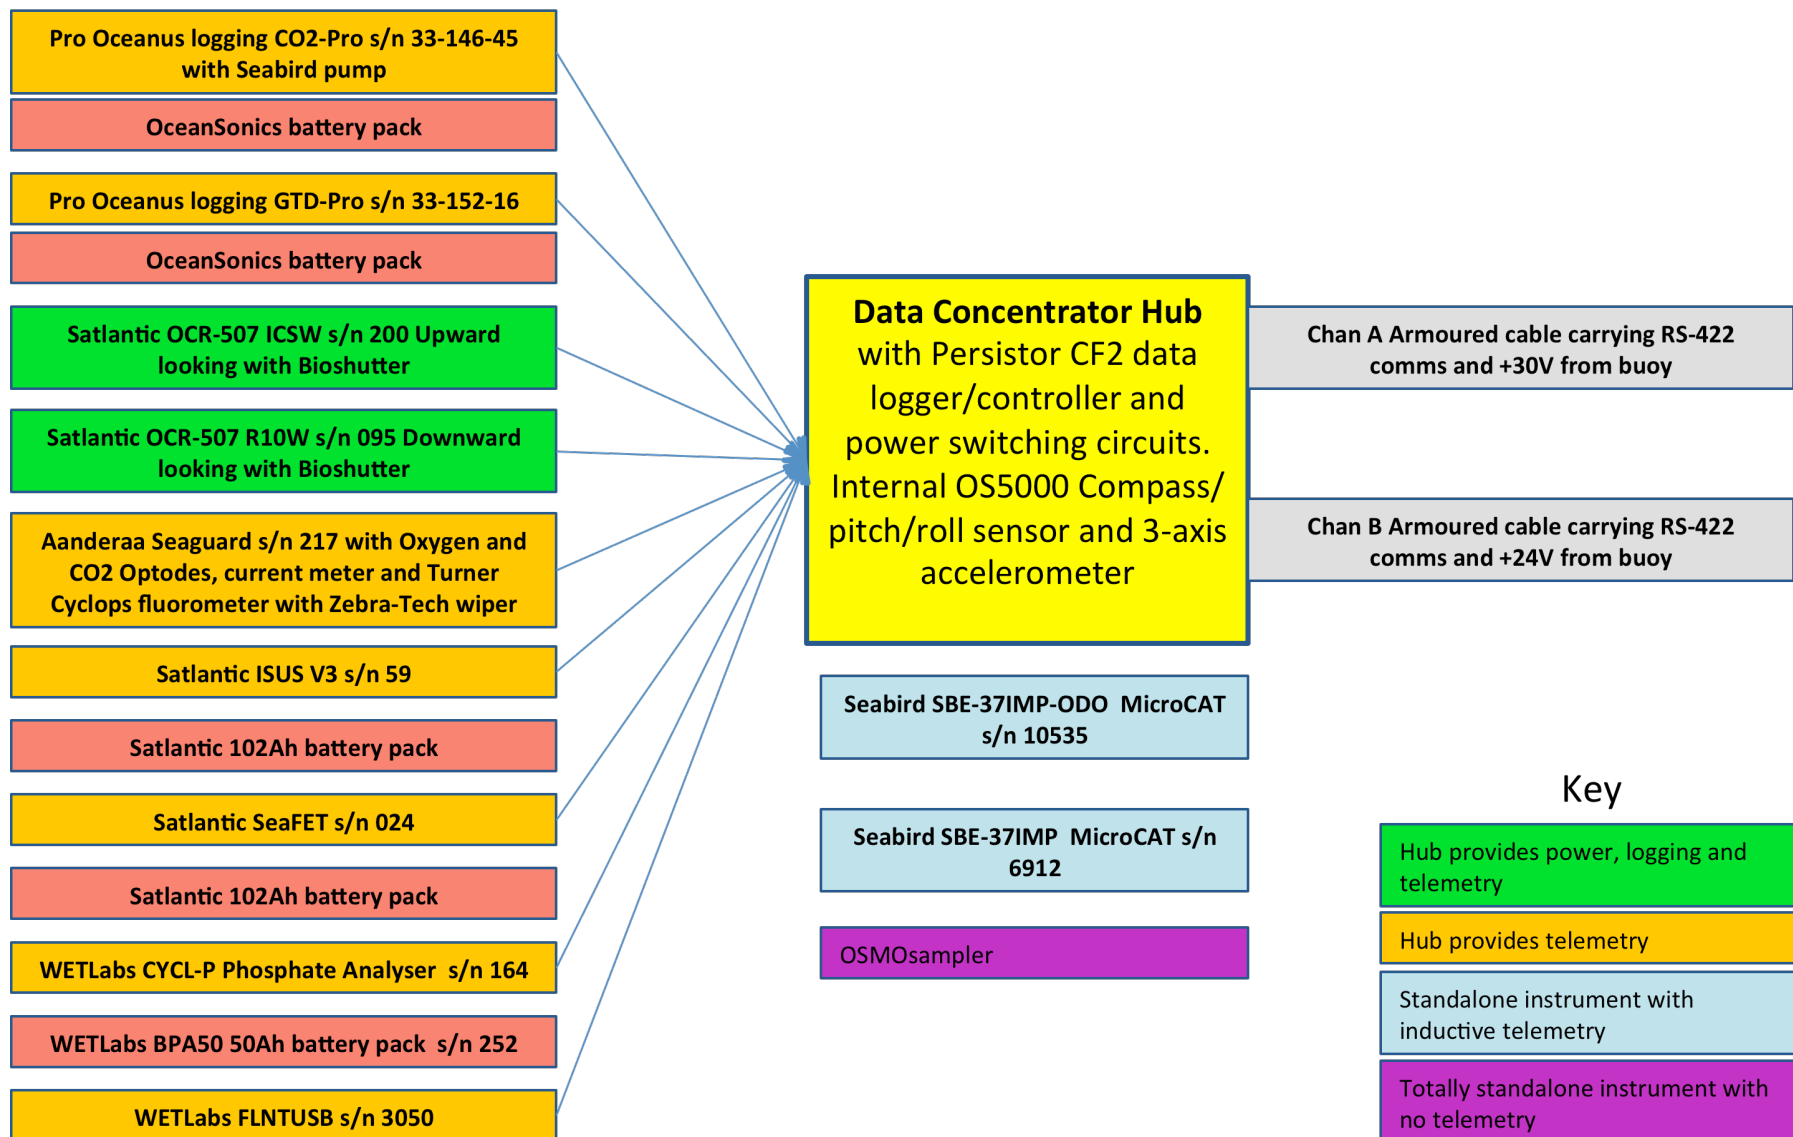 Pro Oceanus logging CO2-Pro s/n 33-146-45
with Seabird pump
OceanSonics battery pack
Pro Oceanus logging GTD-Pro s/n 33-152-16
OceanSonics battery pack
Satlantic OCR-507 ICSW s/n 200 Upward
looking with Bioshutter
Satlantic OCR-507 R10W s/n 095 Downward
looking with Bioshutter
Aanderaa Seaguard s/n 217 with Oxygen and
CO2 Optodes, current meter and Turner
Cyclops fluorometer with Zebra-Tech wiper
Satlantic ISUS V3 s/n 59
Satlantic 102Ah battery pack
Satlantic SeaFET s/n 024
Satlantic 102Ah battery pack
WETLabs CYCL-P Phosphate Analyser s/n 164
WETLabs BPA50 50Ah battery pack s/n 252
WETLabs FLNTUSB s/n 3050
Data Concentrator Hub
with Persistor CF2 data
logger/controller and
power switching circuits.
Internal OS5000 Compass/
pitch/roll sensor and 3-axis
accelerometer
Seabird SBE-37IMP-ODO MicroCAT
s/n 10535
Seabird SBE-37IMP MicroCAT s/n
6912
OSMOsampler
Chan A Armoured cable carrying RS-422
comms and +30V from buoy
Chan B Armoured cable carrying RS-422
comms and +24V from buoy
Key
Hub provides power, logging and
telemetry
Hub provides telemetry
Standalone instrument with
inductive telemetry
Totally standalone instrument with
no telemetry